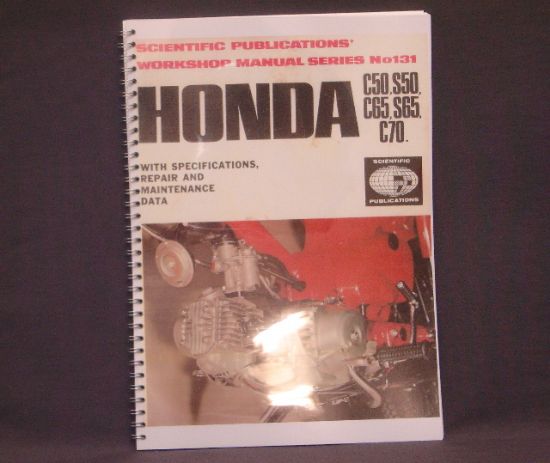 SCIENTIFIC PUBLICATIONS'
WORKSHOP MANUAL SERIES No131
HONDA
C50,S50,
C65,S65,
C70.
WITH SPECIFICATIONS,
REPAIR AND
MAINTENANCE
DATA
SCIENTIFIC
PUBLICATIONS